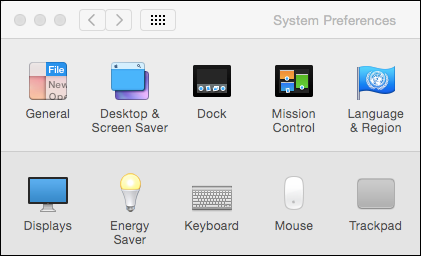 System Preferences
File
New
Ope
General
Desktop &
Screen Saver
Dock
Mission
Control
Language
& Region
Displays
Energy
Saver
Keyboard
Mouse
Trackpad